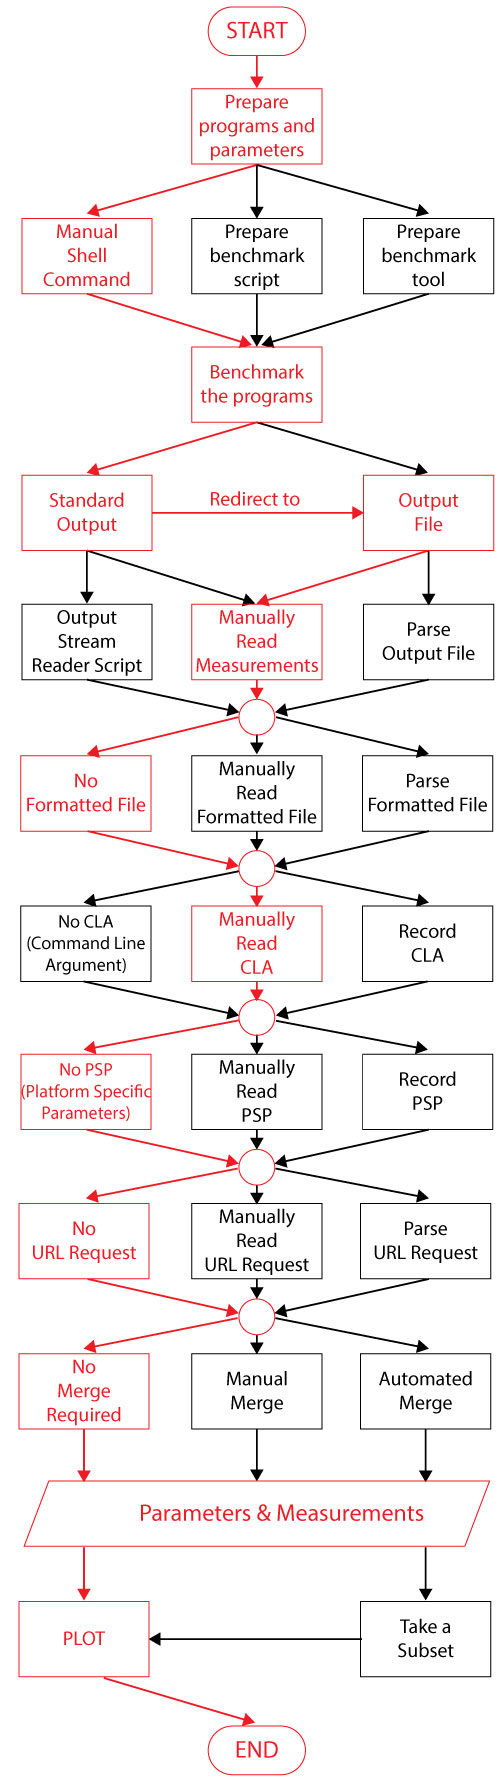 START
Prepare
programs and
parameters
Manual
Shell
Command
Prepare
benchmark
script
Prepare
benchmark
tool
Benchmark
the programs
Standard
Output
Redirect to
Output
File
Output
Stream
Reader Script
Manually
Read
Measurements
Parse
Output File
No
Formatted File
Manually
Read
Formatted File
Parse
Formatted File
No CLA
(Command Line
Argument)
Manually
Read
CLA
Record
CLA
No PSP
(Platform Specific
Parameters)
Manually
Read
PSP
Record
PSP
No
URL Request
Manually
Read
URL Request
Parse
URL Request
No
Merge
Required
Manual
Merge
Automated
Merge
Parameters & Measurements
PLOT
Take a
Subset
END